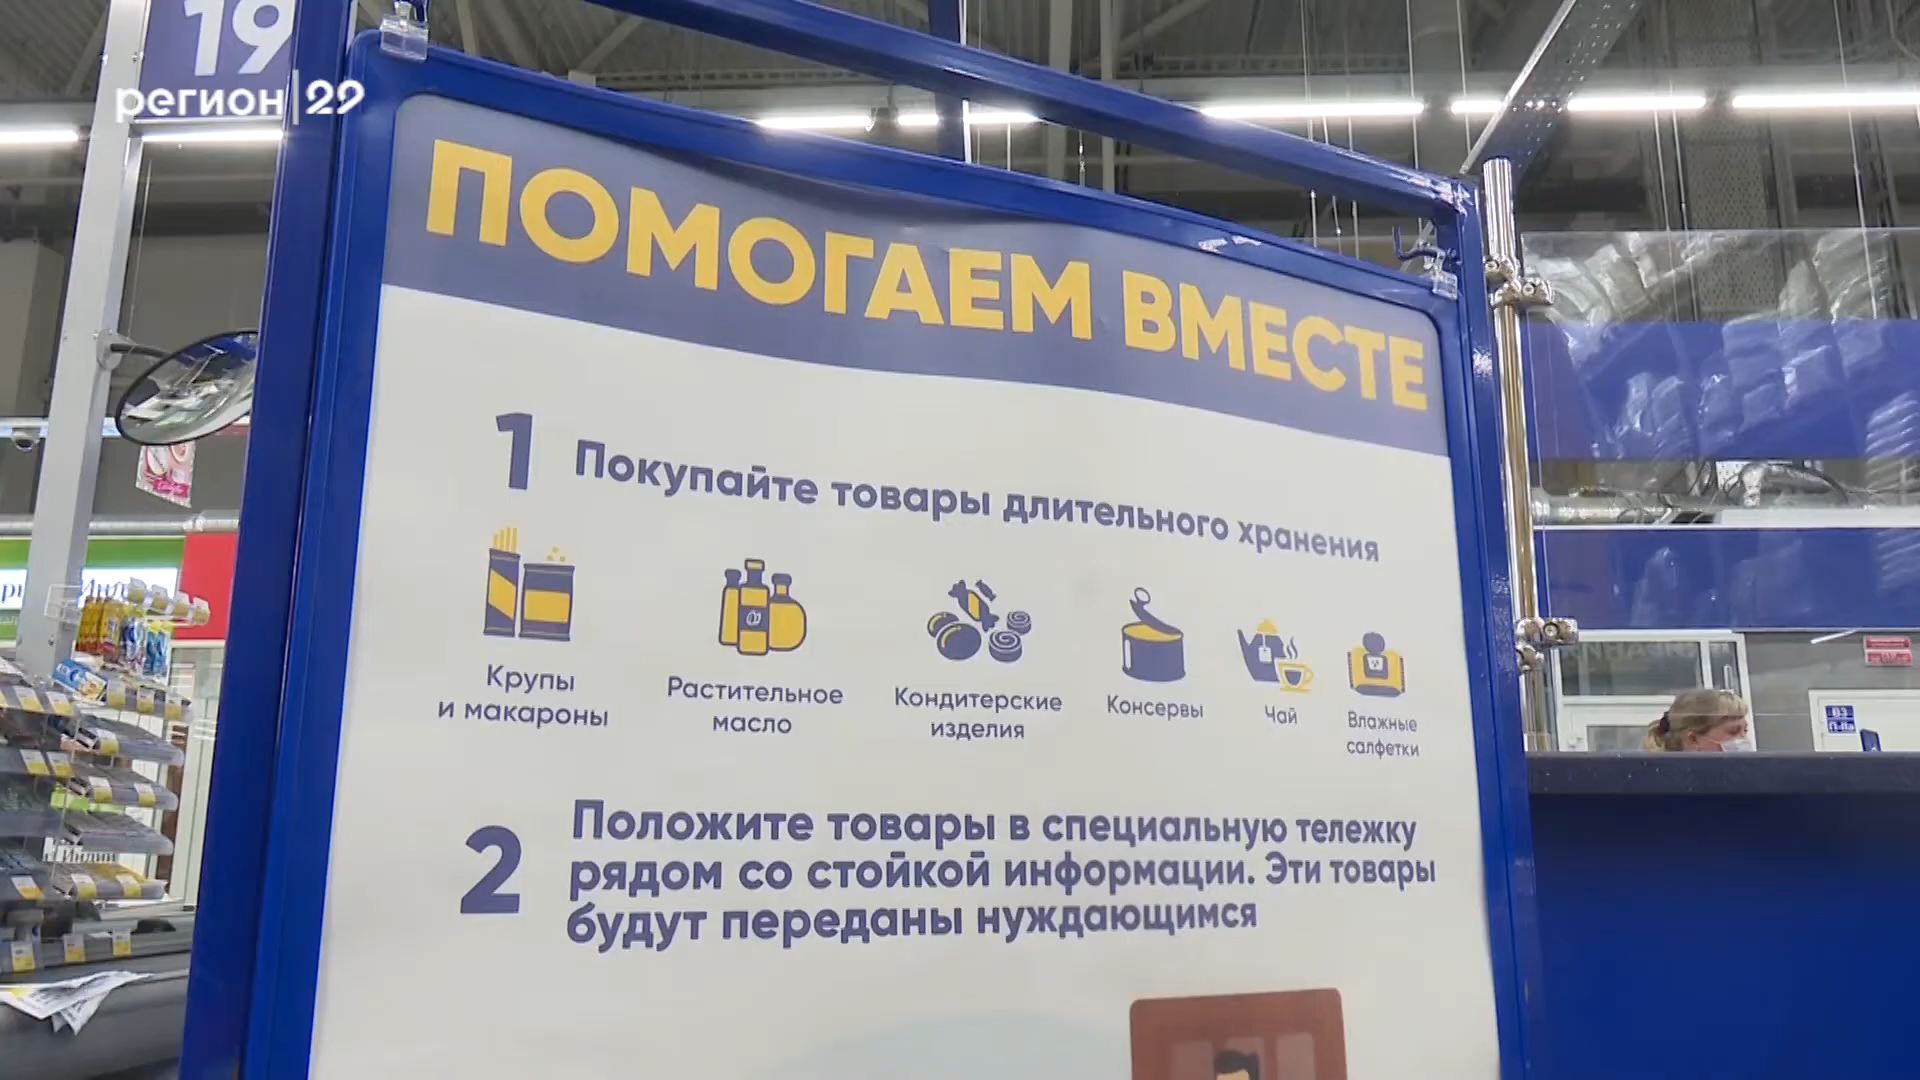 19
регион|29
ПОМОГАЕМ ВМЕСТЕ
1 Покупайте товары длительного хранения
Крупы
и макароны
Растительное
масло
Кондитерские
изделия
Консервы
Чай
Влажные
салфетки
2 Положите товары в специальную тележку
рядом со стойкой информации. Эти товары
будут переданы нуждающимся